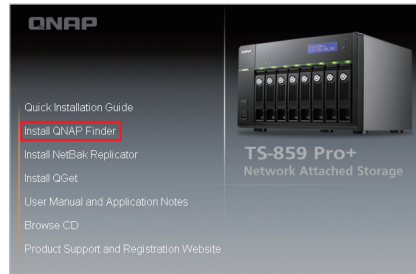 QNAP
Quick Installation Guide
Install QNAP Finder
Install NetBak Replicator
Install QGet
User Manual and Application Notes
Browse CD
Product Support and Registration Website
TS-859 Pro+
Network Attached Storage